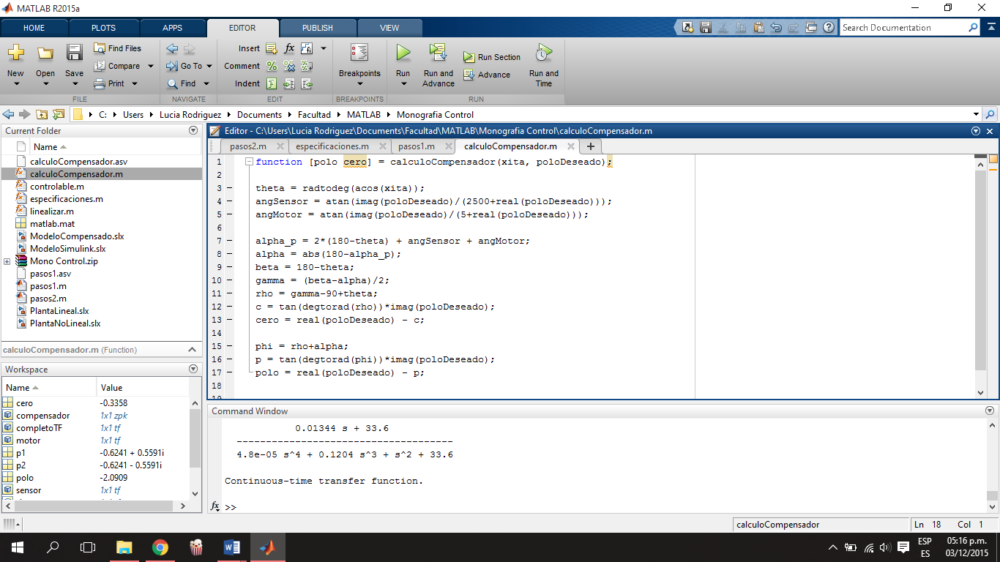 MATLAB R2015a
HOME PLOTS APPS EDITOR PUBLISH VIEW
Search Documentation
New Open Save Find Files Compare Print
Go To Find
Insert Comment Indent
Breakpoints
Run Run and Advance Run Section Advance Run and Time
FILE NAVIGATE EDIT BREAKPOINTS RUN
C: Users Lucia Rodriguez Documents Facultad MATLAB Monografia Control
Current Folder
Name
calculoCompensador.asv
calculoCompensador.m
controlable.m
especificaciones.m
linealizar.m
matlab.mat
ModeloCompensado.slx
ModeloSimulink.slx
Mono Control.zip
pasos1.asv
pasos1.m
pasos2.m
PlantaLineal.slx
PlantaNoLineal.slx
calculoCompensador.m (Function)
Workspace
Name Value
cero -0.3358
compensador 1x1 zpk
completoTF 1x1 tf
motor 1x1 tf
p1 -0.6241 + 0.5591i
p2 -0.6241 - 0.5591i
polo -2.0909
sensor 1x1 tf
Editor - C:\Users\Lucia Rodriguez\Documents\Facultad\MATLAB\Monografia Control\calculoCompensador.m
pasos2.m especificaciones.m pasos1.m calculoCompensador.m
1 function [polo cero] = calculoCompensador(xita, poloDeseado);
2
3 theta = radtodeg(acos(xita));
4 angSensor = atan(imag(poloDeseado)/(2500+real(poloDeseado)));
5 angMotor = atan(imag(poloDeseado)/(5+real(poloDeseado)));
6
7 alpha_p = 2*(180-theta) + angSensor + angMotor;
8 alpha = abs(180-alpha_p);
9 beta = 180-theta;
10 gamma = (beta-alpha)/2;
11 rho = gamma-90+theta;
12 c = tan(degtorad(rho))*imag(poloDeseado);
13 cero = real(poloDeseado) - c;
14
15 phi = rho+alpha;
16 p = tan(degtorad(phi))*imag(poloDeseado);
17 polo = real(poloDeseado) - p;
18
19
Command Window
0.01344 s + 33.6
-------------------------------------
4.8e-05 s^4 + 0.1204 s^3 + s^2 + 33.6
Continuous-time transfer function.
fx >>
calculoCompensador Ln 18 Col 1
ESP
ES
05:16 p.m.
03/12/2015